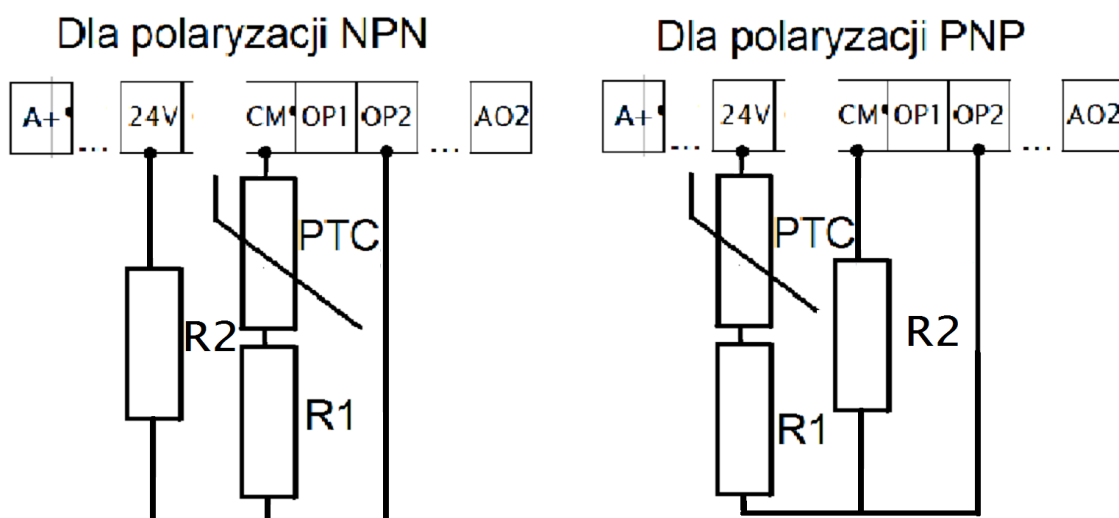 Dla polaryzacji NPN
A+ ... 24V CM OP1 OP2 ... AO2
PTC
R2
R1
Dla polaryzacji PNP
A+ ... 24V CM OP1 OP2 ... AO2
PTC
R2
R1